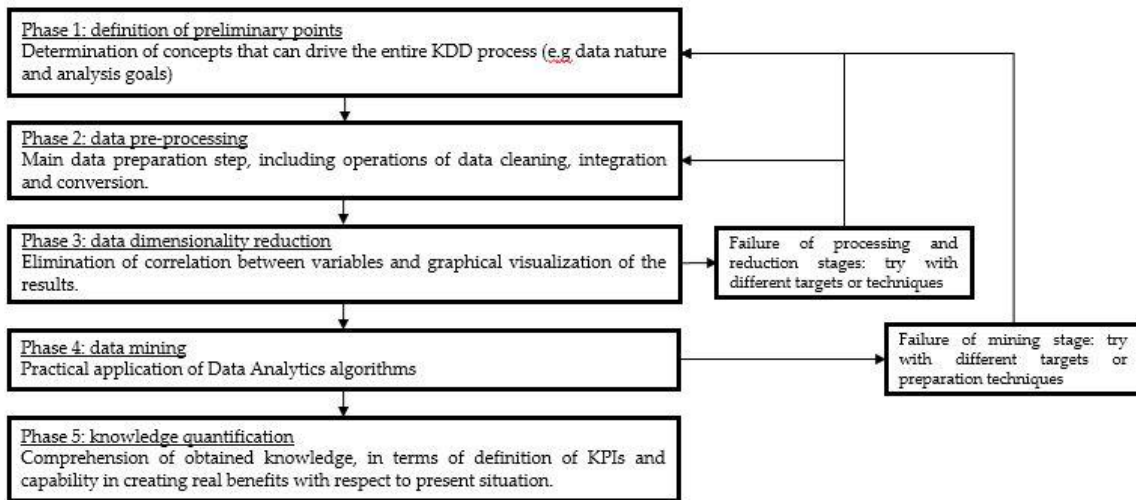 Phase 1: definition of preliminary points
Determination of concepts that can drive the entire KDD process (e.g data nature
and analysis goals)
Phase 2: data pre-processing
Main data preparation step, including operations of data cleaning, integration
and conversion.
Phase 3: data dimensionality reduction
Elimination of correlation between variables and graphical visualization of the
results.
Failure of processing and
reduction stages: try with
different targets or techniques
Phase 4: data mining
Practical application of Data Analytics algorithms
Failure of mining stage: try
with different targets or
preparation techniques
Phase 5: knowledge quantification
Comprehension of obtained knowledge, in terms of definition of KPIs and
capability in creating real benefits with respect to present situation.